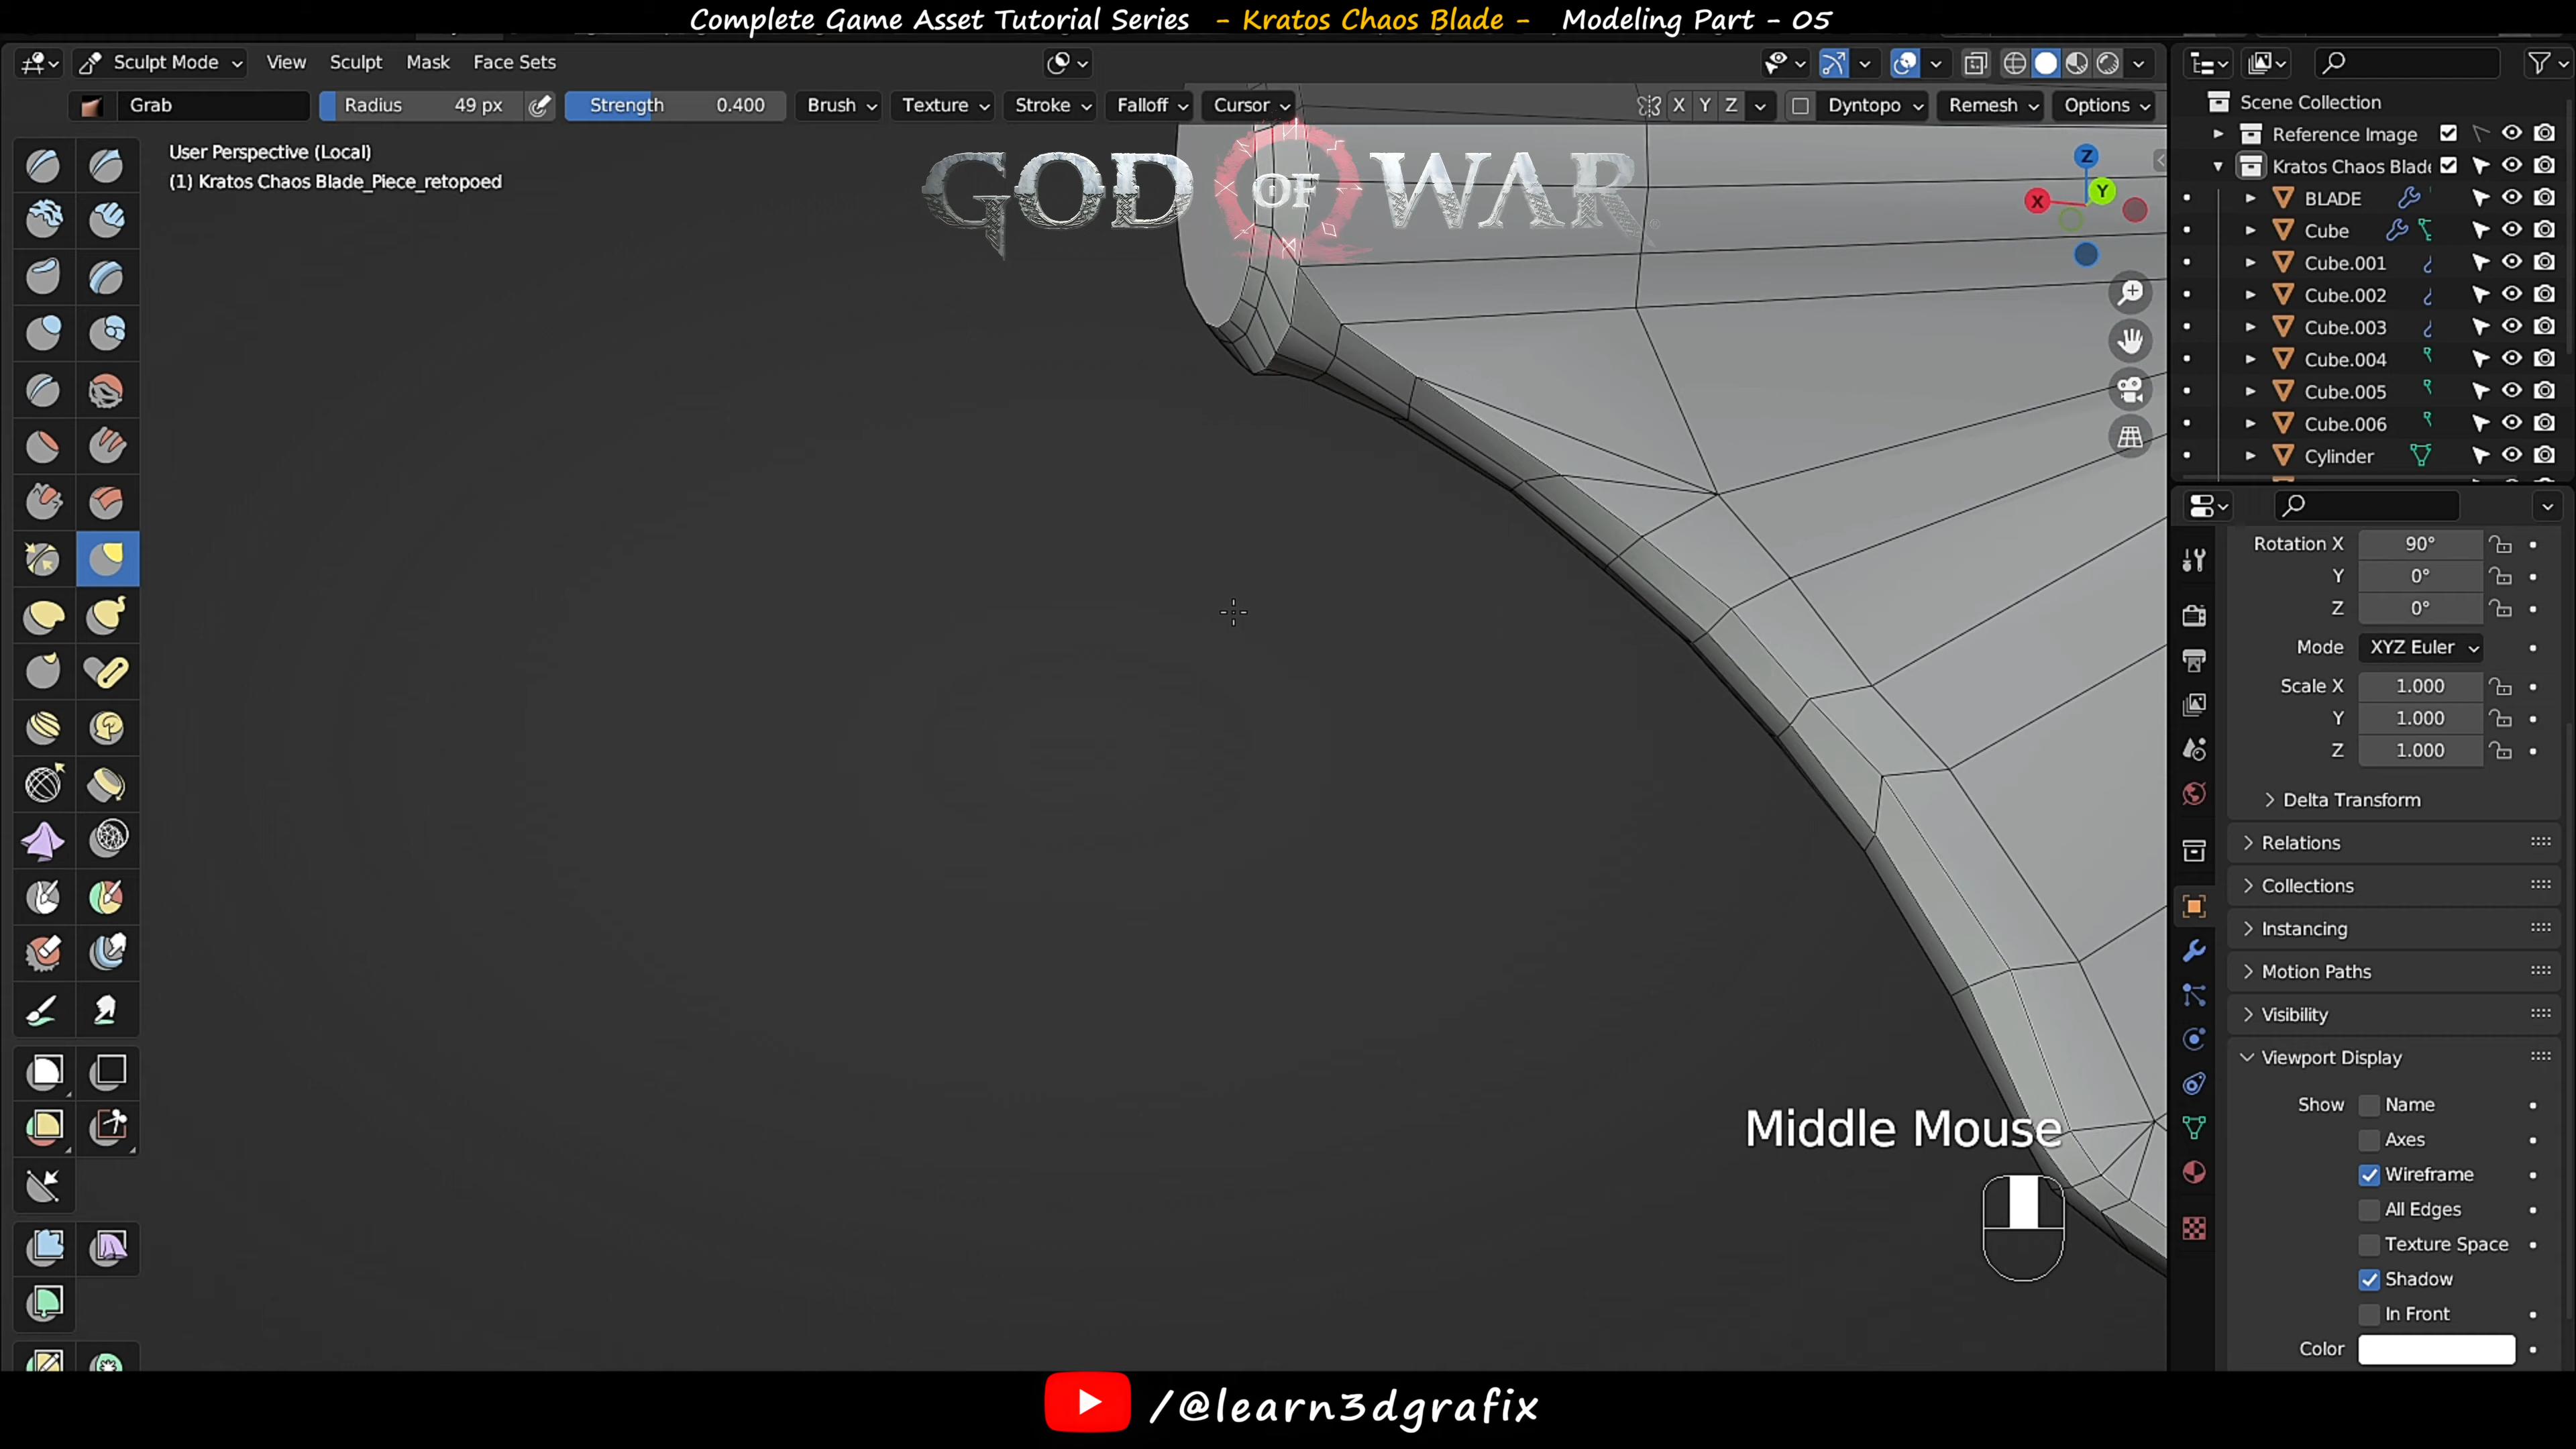 Complete Game Asset Tutorial Series - Kratos Chaos Blade - Modeling Part - 05
Sculpt Mode View Sculpt Mask Face Sets
Grab Radius 49 px Strength 0.400 Brush Texture Stroke Falloff Cursor X Y Z Dyntopo Remesh Options
User Perspective (Local)
(1) Kratos Chaos Blade_Piece_retopoed
GOD OF WAR
Z
Y
X
Scene Collection
Reference Image
Kratos Chaos Blade
BLADE
Cube
Cube.001
Cube.002
Cube.003
Cube.004
Cube.005
Cube.006
Cylinder
Rotation X 90°
Y 0°
Z 0°
Mode XYZ Euler
Scale X 1.000
Y 1.000
Z 1.000
Delta Transform
Relations
Collections
Instancing
Motion Paths
Visibility
Viewport Display
Show Name
Axes
Wireframe
All Edges
Texture Space
Shadow
In Front
Color
Middle Mouse
/@learn3dgrafix